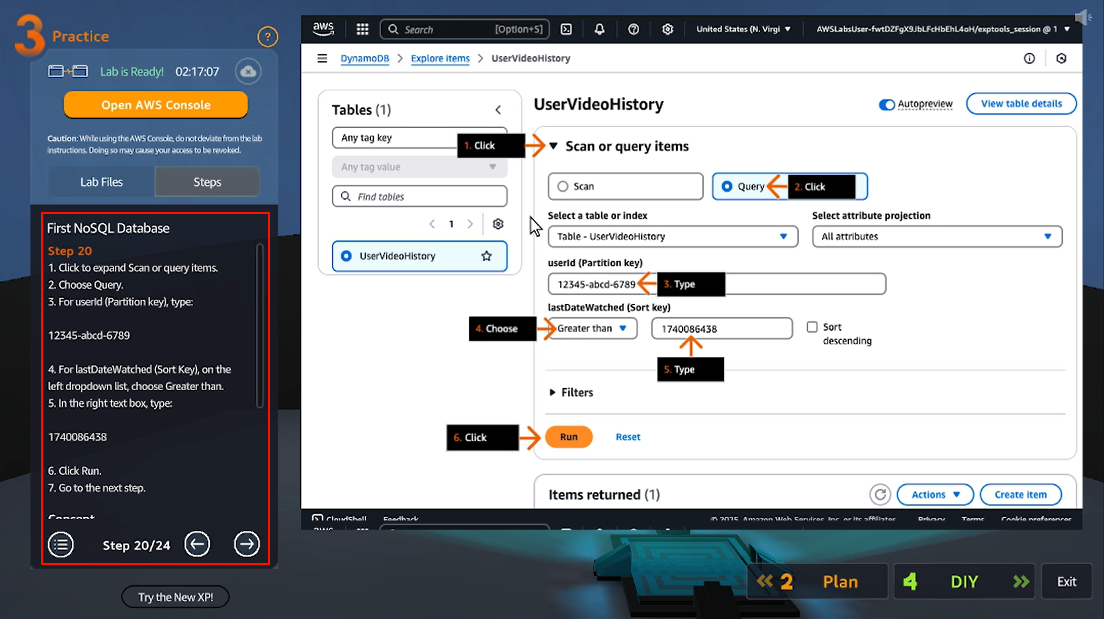 3 Practice
?
Lab is Ready! 02:17:07
Open AWS Console
Caution: While using the AWS Console, do not deviate from the lab
instructions. Doing so may cause your access to be revoked.
Lab Files
Steps
First NoSQL Database
Step 20
1. Click to expand Scan or query items.
2. Choose Query.
3. For userId (Partition key), type:
12345-abcd-6789
4. For lastDateWatched (Sort Key), on the
left dropdown list, choose Greater than.
5. In the right text box, type:
1740086438
6. Click Run.
7. Go to the next step.
Concept
Step 20/24
Try the New XP!
aws
Search [Option+S]
United States (N. Virgi
AWSLabsUser-fwtDZFgX9JbLFcHbEhL4oH/exptools_session @ 1
DynamoDB > Explore items > UserVideoHistory
Tables (1)
Any tag key
Any tag value
Find tables
1
UserVideoHistory
UserVideoHistory
Autopreview
View table details
1. Click
Scan or query items
Scan
Query
2. Click
Select a table or index
Select attribute projection
Table - UserVideoHistory
All attributes
userId (Partition key)
12345-abcd-6789
3. Type
lastDateWatched (Sort key)
4. Choose
Greater than
1740086438
Sort
descending
5. Type
Filters
6. Click
Run
Reset
Items returned (1)
Actions
Create item
CloudShell Feedback
© 2025, Amazon Web Services, Inc. or its affiliates. Privacy Terms Cookie preferences
2 Plan
4 DIY
Exit